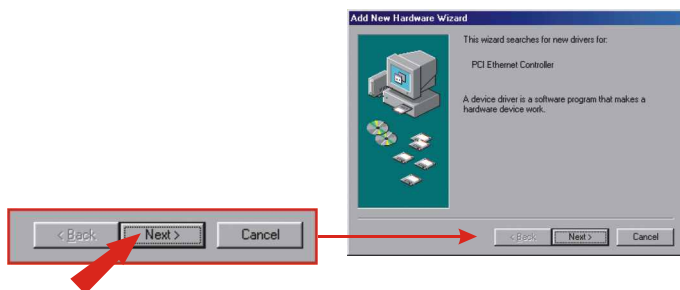 Add New Hardware Wizard
This wizard searches for new drivers for:
PCI Ethernet Controller
A device driver is a software program that makes a
hardware device work.
< Back
Next >
Cancel
< Back
Next >
Cancel